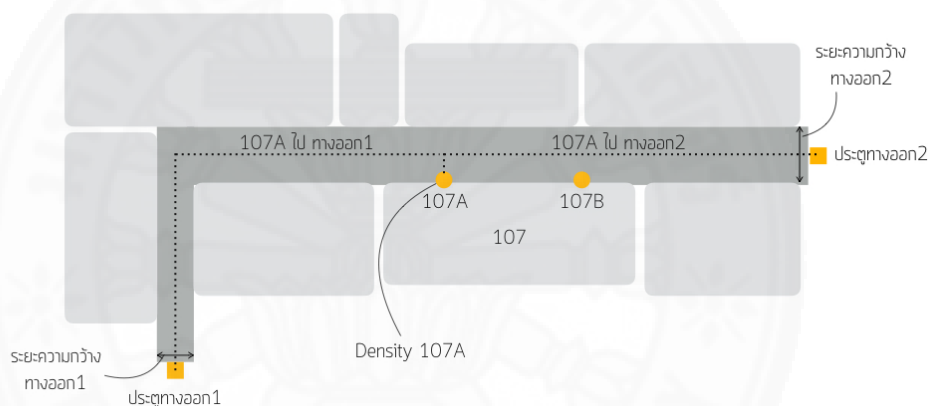 ระยะความกว้าง
ทางออก2
107A ไป ทางออก1
107A ไป ทางออก2
ประตูทางออก2
107A
107B
107
Density 107A
ระยะความกว้าง
ทางออก1
ประตูทางออก1